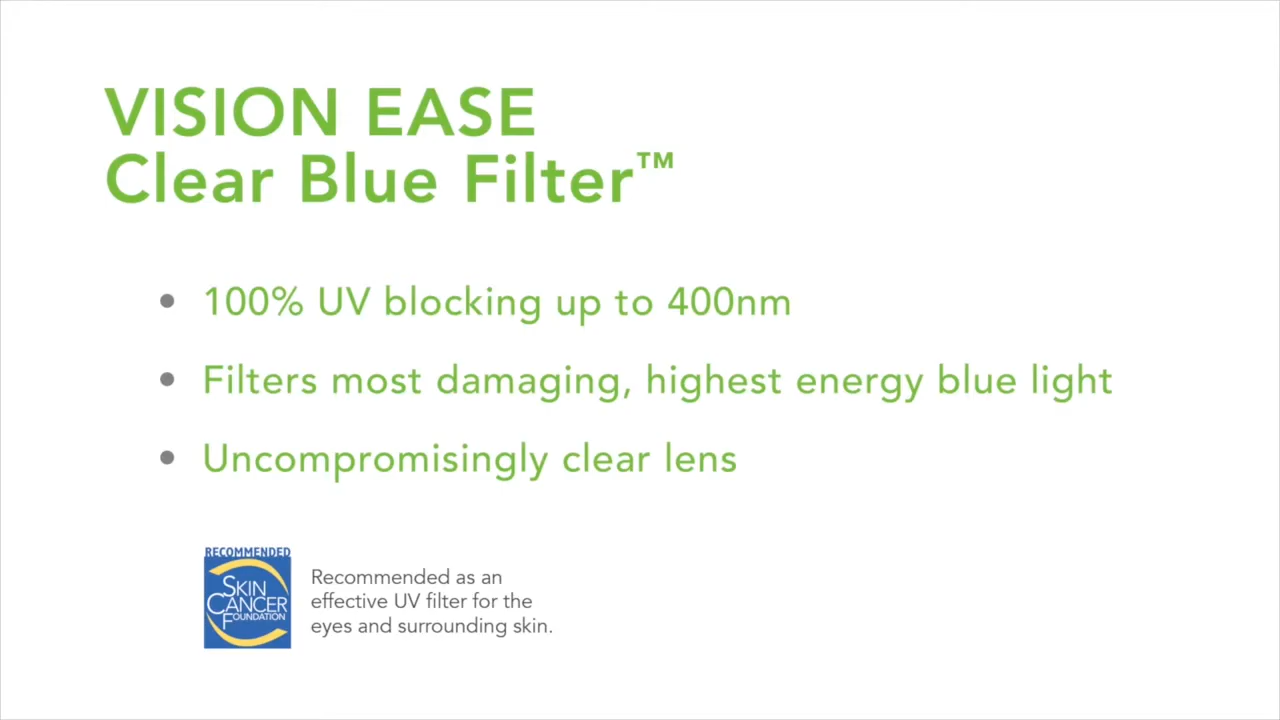 VISION EASE
Clear Blue Filter™
• 100% UV blocking up to 400nm
• Filters most damaging, highest energy blue light
• Uncompromisingly clear lens
RECOMMENDED
SKIN
CANCER
FOUNDATION
Recommended as an
effective UV filter for the
eyes and surrounding skin.